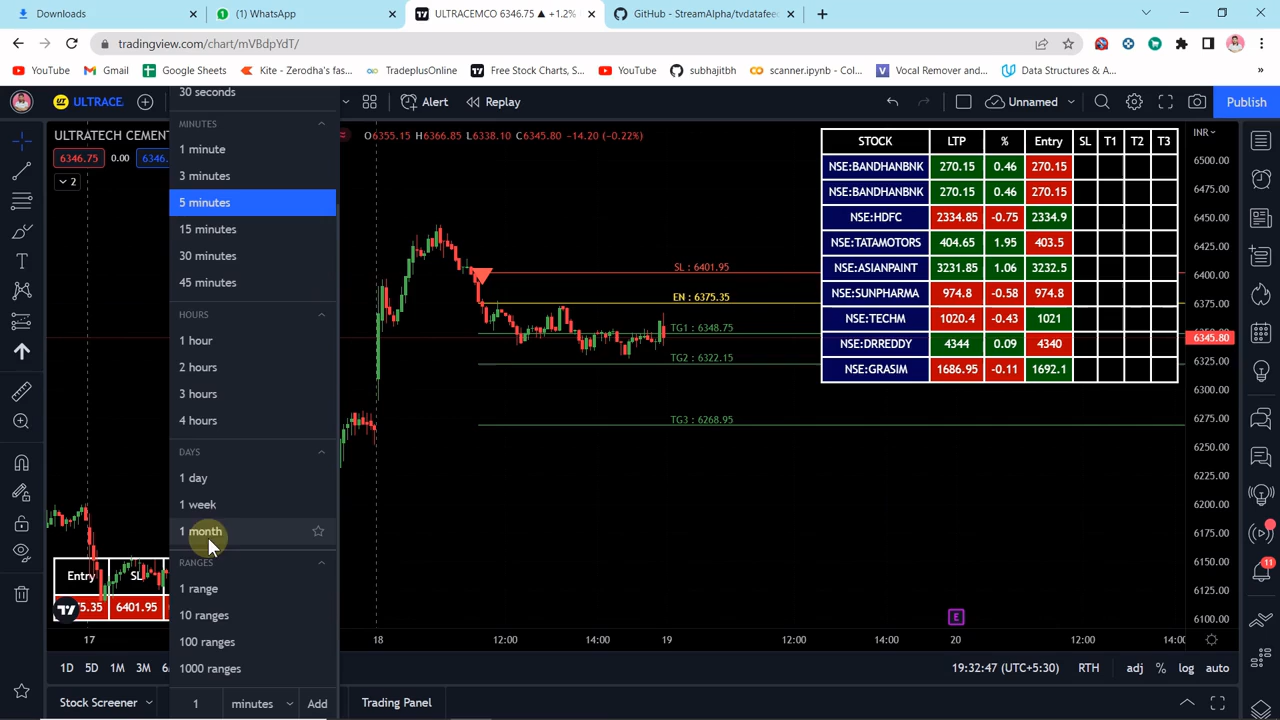 Downloads
(1) WhatsApp
ULTRACEMCO 6346.75 ▲ +1.2%
GitHub - StreamAlpha/tvdatafeed
tradingview.com/chart/mVBdpYdT/
YouTube
Gmail
Google Sheets
Kite - Zerodha's fas...
TradeplusOnline
Free Stock Charts, S...
YouTube
subhajitbh
scanner.ipynb - Col...
Vocal Remover and...
Data Structures & A...
»
ULTRACE
Alert
Replay
Unnamed
Publish
ULTRATECH CEMENT
O6355.15 H6366.85 L6338.10 C6345.80 -14.20 (-0.22%)
INR
6346.75 0.00 6346.
2
30 seconds
MINUTES
1 minute
3 minutes
5 minutes
15 minutes
30 minutes
45 minutes
HOURS
1 hour
2 hours
3 hours
4 hours
DAYS
1 day
1 week
1 month
RANGES
1 range
10 ranges
100 ranges
1000 ranges
1 minutes Add
STOCK LTP % Entry SL T1 T2 T3
NSE:BANDHANBNK 270.15 0.46 270.15
NSE:BANDHANBNK 270.15 0.46 270.15
NSE:HDFC 2334.85 -0.75 2334.9
NSE:TATAMOTORS 404.65 1.95 403.5
NSE:ASIANPAINT 3231.85 1.06 3232.5
NSE:SUNPHARMA 974.8 -0.58 974.8
NSE:TECHM 1020.4 -0.43 1021
NSE:DRREDDY 4344 0.09 4340
NSE:GRASIM 1686.95 -0.11 1692.1
SL : 6401.95
EN : 6375.35
TG1 : 6348.75
TG2 : 6322.15
TG3 : 6268.95
6500.00
6475.00
6450.00
6425.00
6400.00
6375.00
6345.80
6325.00
6300.00
6275.00
6250.00
6225.00
6200.00
6175.00
6150.00
6125.00
6100.00
Entry SL
5.35 6401.95
E
11
17 18 12:00 14:00 19 12:00 14:00 20 12:00 14:00
1D 5D 1M 3M 6
19:32:47 (UTC+5:30) RTH adj % log auto
Stock Screener
Trading Panel